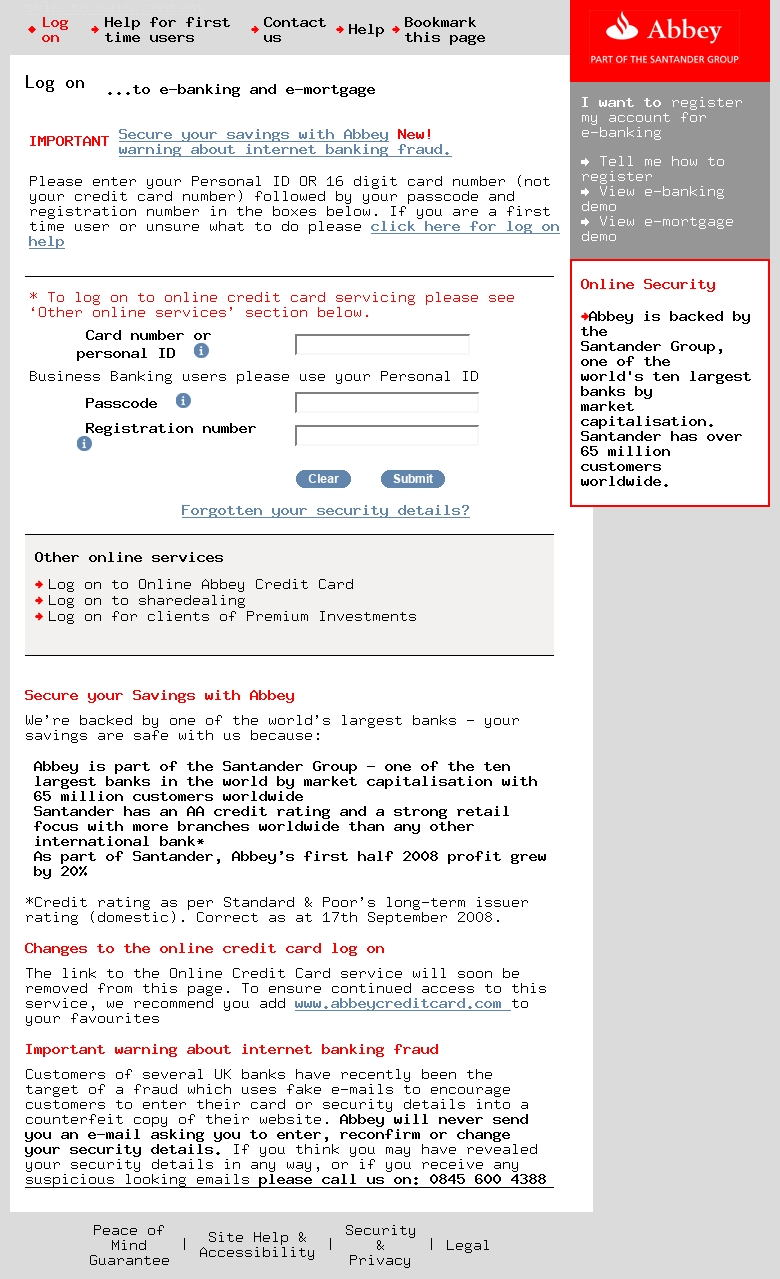 Log on
Help for first time users
Contact us
Help
Bookmark this page
Abbey
PART OF THE SANTANDER GROUP
Log on ...to e-banking and e-mortgage
IMPORTANT Secure your savings with Abbey New!
warning about internet banking fraud.
Please enter your Personal ID OR 16 digit card number (not
your credit card number) followed by your passcode and
registration number in the boxes below. If you are a first
time user or unsure what to do please click here for log on
help
* To log on to online credit card servicing please see
‘Other online services’ section below.
Card number or
personal ID
Business Banking users please use your Personal ID
Passcode
Registration number
Clear Submit
Forgotten your security details?
Other online services
Log on to Online Abbey Credit Card
Log on to sharedealing
Log on for clients of Premium Investments
I want to register
my account for
e-banking
Tell me how to
register
View e-banking
demo
View e-mortgage
demo
Online Security
Abbey is backed by
the
Santander Group,
one of the
world's ten largest
banks by
market
capitalisation.
Santander has over
65 million
customers
worldwide.
Secure your Savings with Abbey
We’re backed by one of the world’s largest banks – your
savings are safe with us because:
Abbey is part of the Santander Group – one of the ten
largest banks in the world by market capitalisation with
65 million customers worldwide
Santander has an AA credit rating and a strong retail
focus with more branches worldwide than any other
international bank*
As part of Santander, Abbey’s first half 2008 profit grew
by 20%
*Credit rating as per Standard & Poor’s long-term issuer
rating (domestic). Correct as at 17th September 2008.
Changes to the online credit card log on
The link to the Online Credit Card service will soon be
removed from this page. To ensure continued access to this
service, we recommend you add www.abbeycreditcard.com to
your favourites
Important warning about internet banking fraud
Customers of several UK banks have recently been the
target of a fraud which uses fake e-mails to encourage
customers to enter their card or security details into a
counterfeit copy of their website. Abbey will never send
you an e-mail asking you to enter, reconfirm or change
your security details. If you think you may have revealed
your security details in any way, or if you receive any
suspicious looking emails please call us on: 0845 600 4388
Peace of Mind Guarantee | Site Help & Accessibility | Security & Privacy | Legal